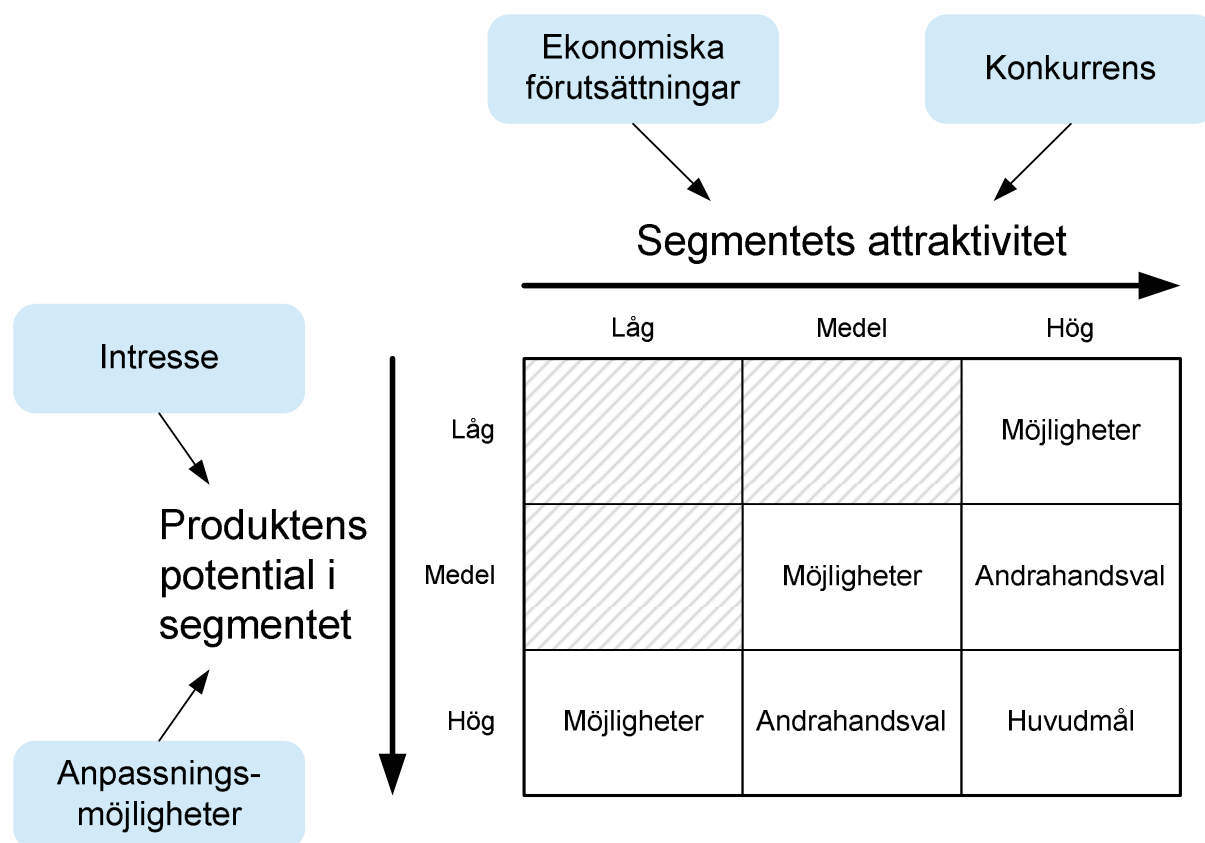 Ekonomiska
förutsättningar
Konkurrens
Segmentets attraktivitet
Låg
Medel
Hög
Intresse
Produktens
potential i
segmentet
Anpassnings-
möjligheter
Låg
Möjligheter
Medel
Möjligheter
Andrahandsval
Hög
Möjligheter
Andrahandsval
Huvudmål